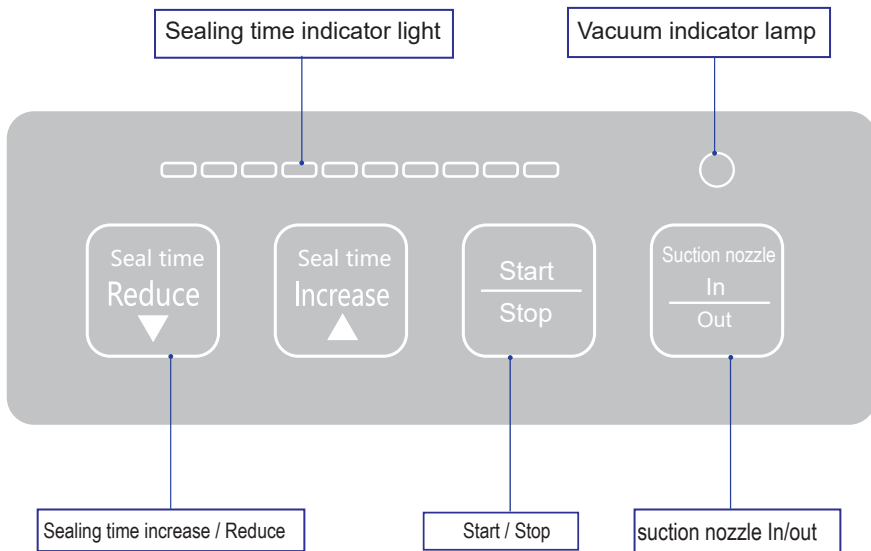 Sealing time indicator light
Vacuum indicator lamp
Seal time
Reduce
Seal time
Increase
Start
Stop
Suction nozzle
In
Out
Sealing time increase / Reduce
Start / Stop
suction nozzle In/out